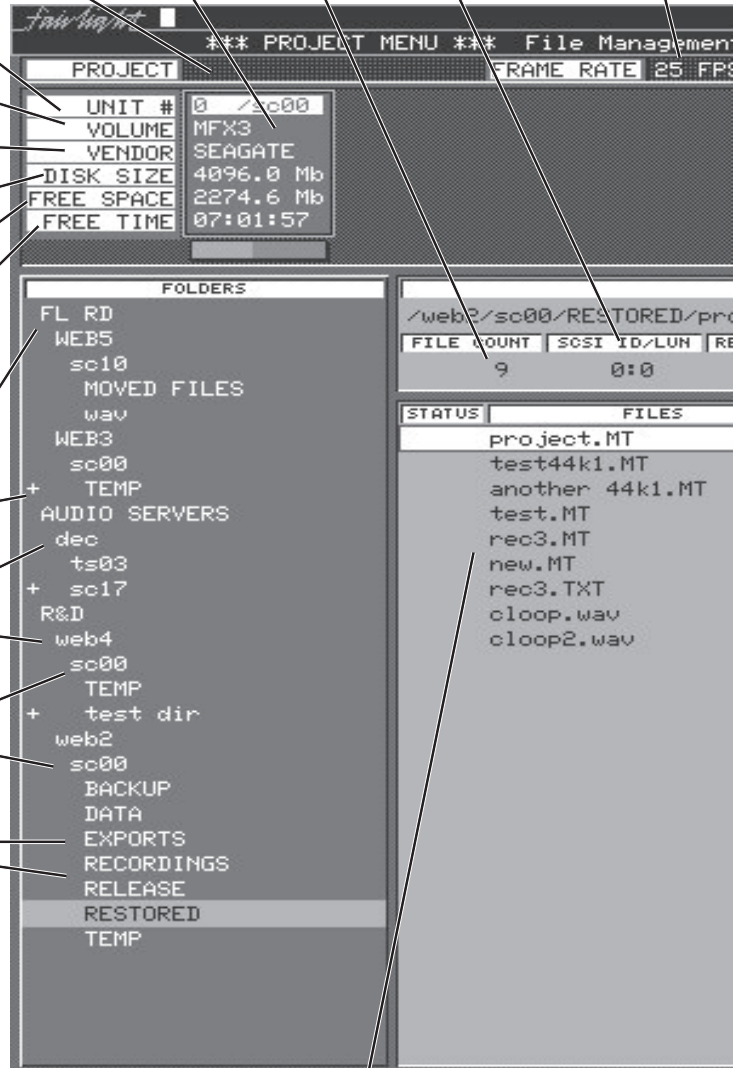 fairlight
*** PROJECT MENU *** File Management
PROJECT FRAME RATE 25 FPS
UNIT # 0 /sc00
VOLUME MFX3
VENDOR SEAGATE
DISK SIZE 4096.0 Mb
FREE SPACE 2274.6 Mb
FREE TIME 07:01:57
FOLDERS
FL RD
WEB5
sc10
MOVED FILES
wav
WEB3
sc00
+ TEMP
AUDIO SERVERS
dec
ts03
+ sc17
R&D
web4
sc00
TEMP
+ test dir
web2
sc00
BACKUP
DATA
EXPORTS
RECORDINGS
RELEASE
RESTORED
TEMP
/web2/sc00/RESTORED/pro
FILE COUNT SCSI ID/LUN RE
9 0:0
STATUS FILES
project.MT
test44k1.MT
another 44k1.MT
test.MT
rec3.MT
new.MT
rec3.TXT
cloop.wav
cloop2.wav